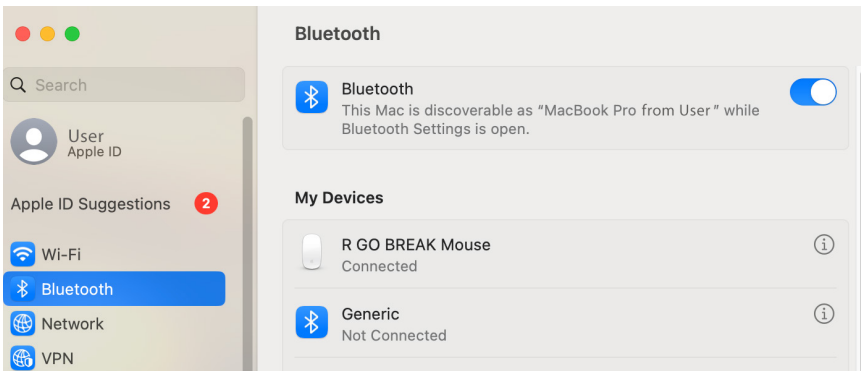 Bluetooth
Search
Bluetooth
This Mac is discoverable as “MacBook Pro from User” while
Bluetooth Settings is open.
User
Apple ID
Apple ID Suggestions 2
My Devices
Wi-Fi
R GO BREAK Mouse
Connected
Bluetooth
Network
Generic
Not Connected
VPN